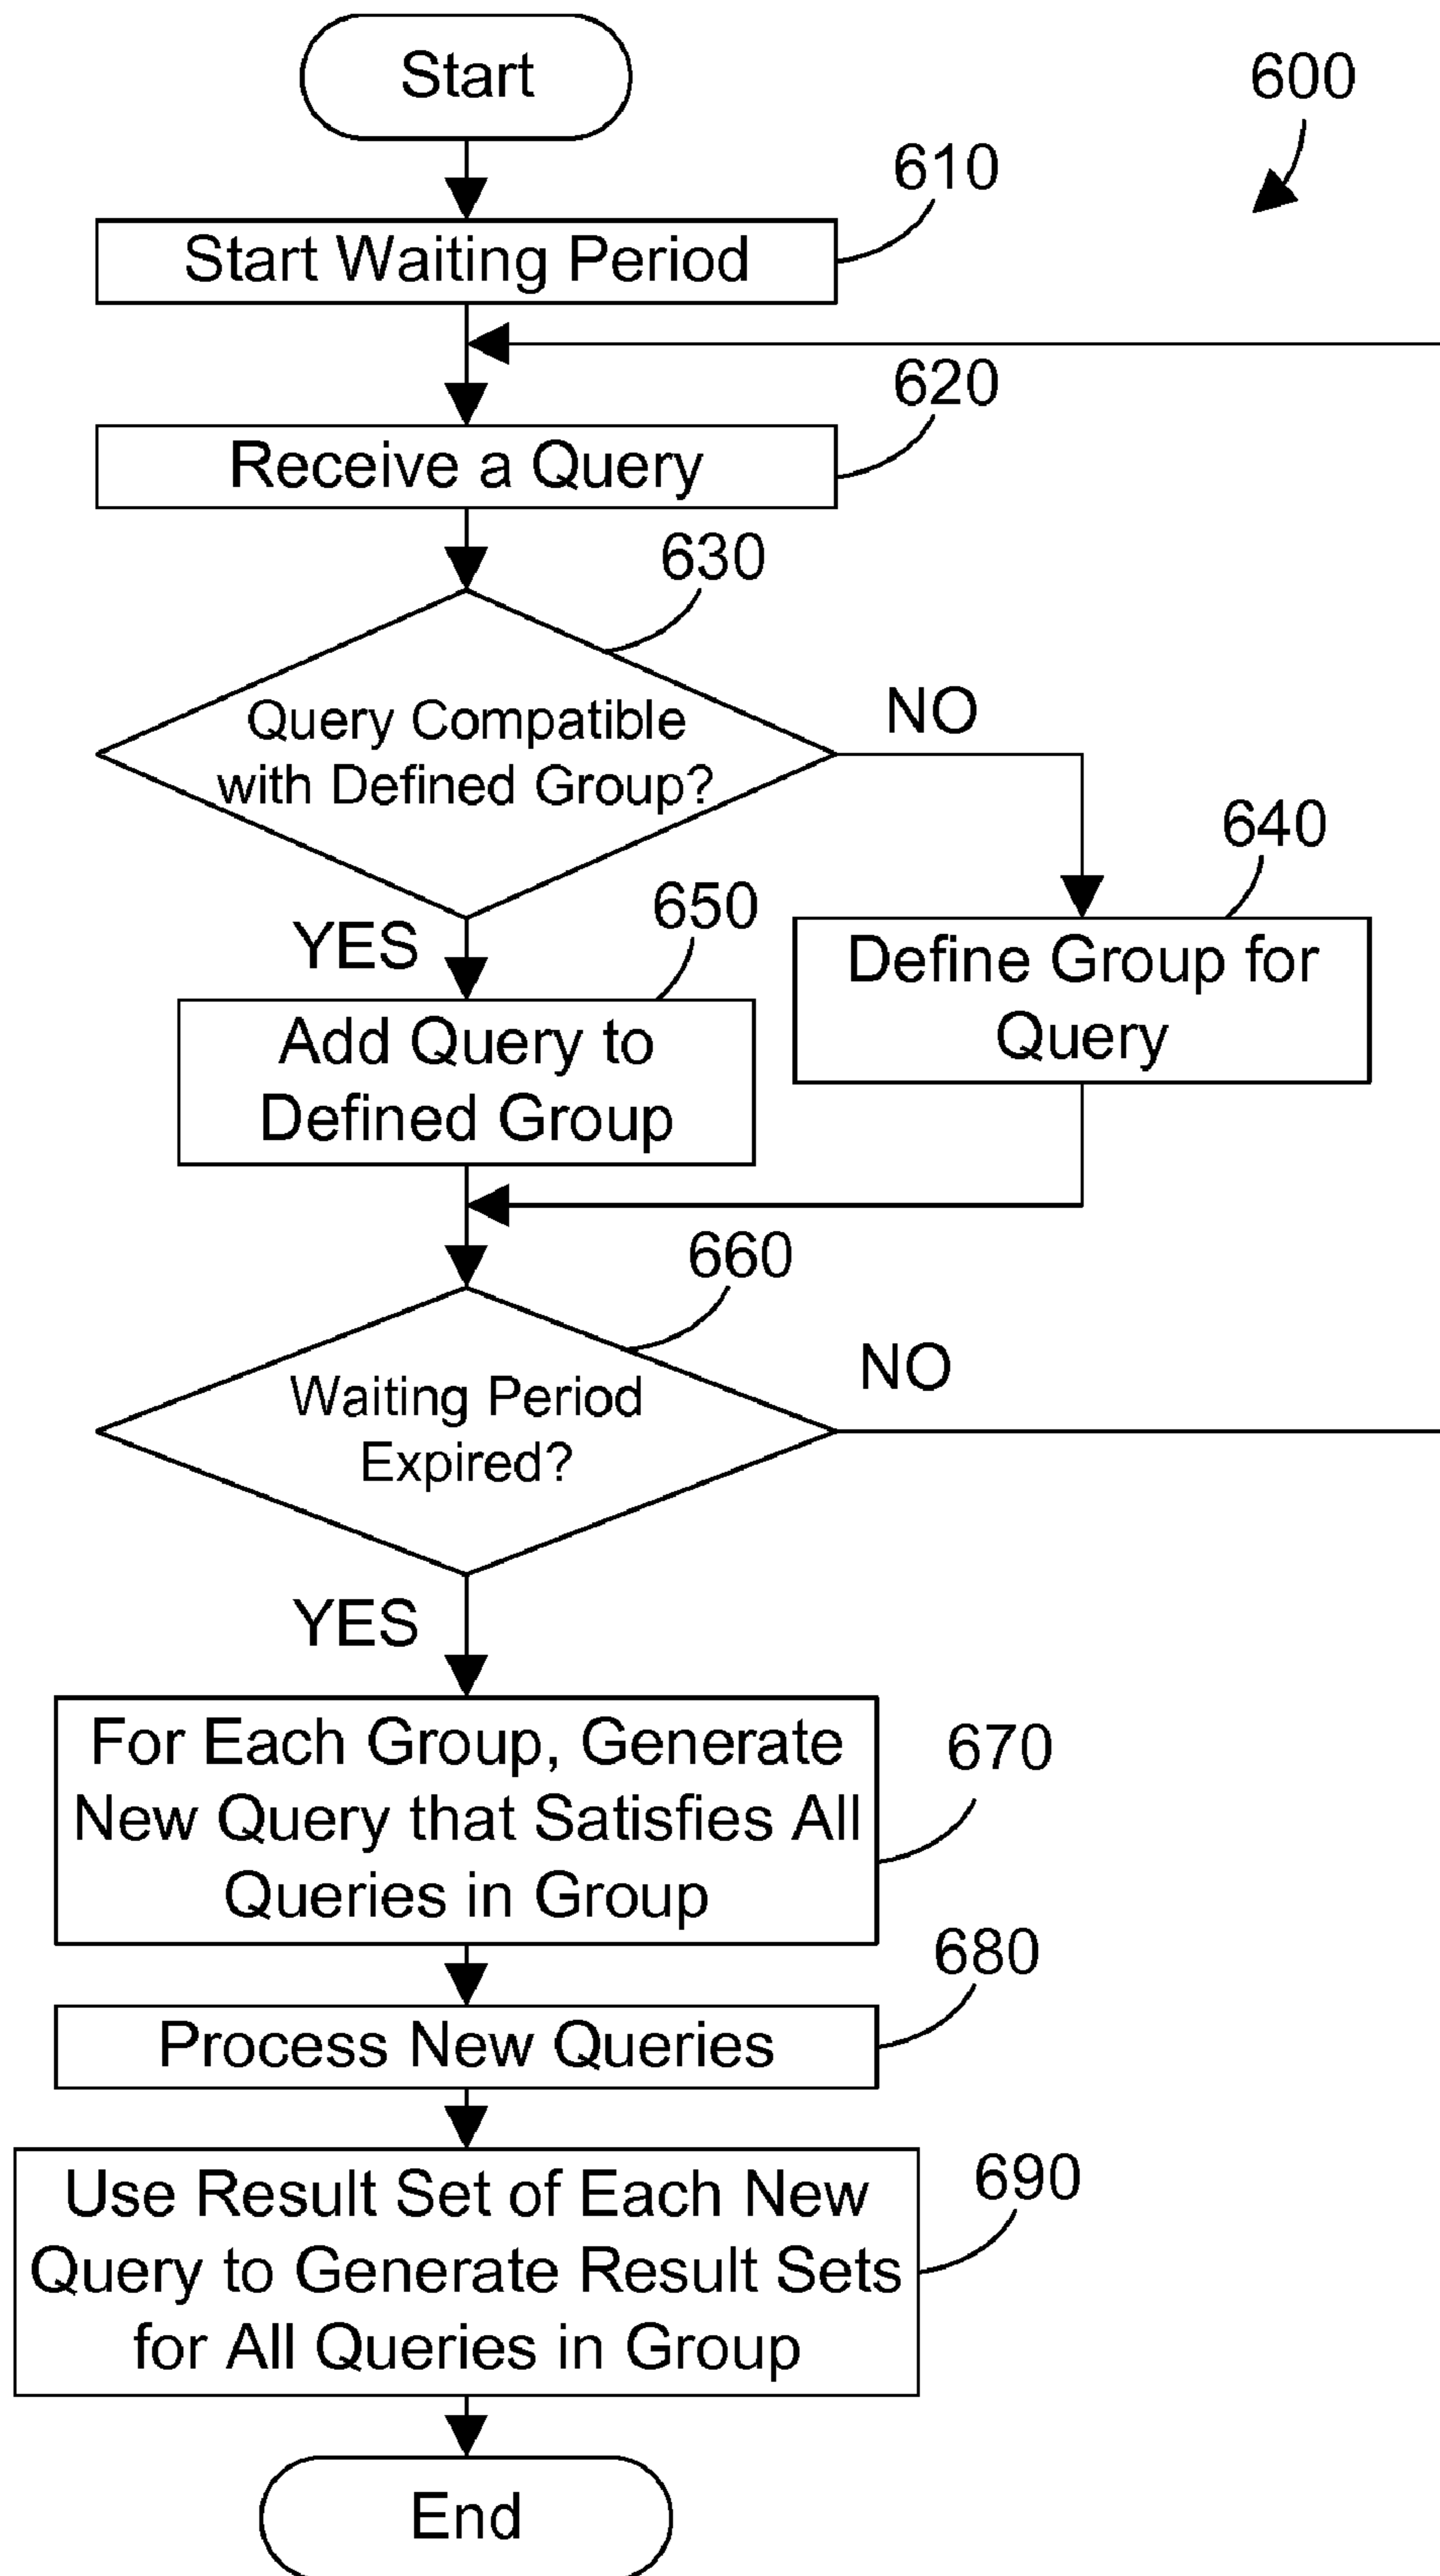 Start
600
610
Start Waiting Period
620
Receive a Query
630
Query Compatible
with Defined Group?
NO
640
Define Group for
Query
YES
650
Add Query to
Defined Group
660
Waiting Period
Expired?
NO
YES
For Each Group, Generate
New Query that Satisfies All
Queries in Group
670
680
Process New Queries
Use Result Set of Each New
Query to Generate Result Sets
for All Queries in Group
690
End